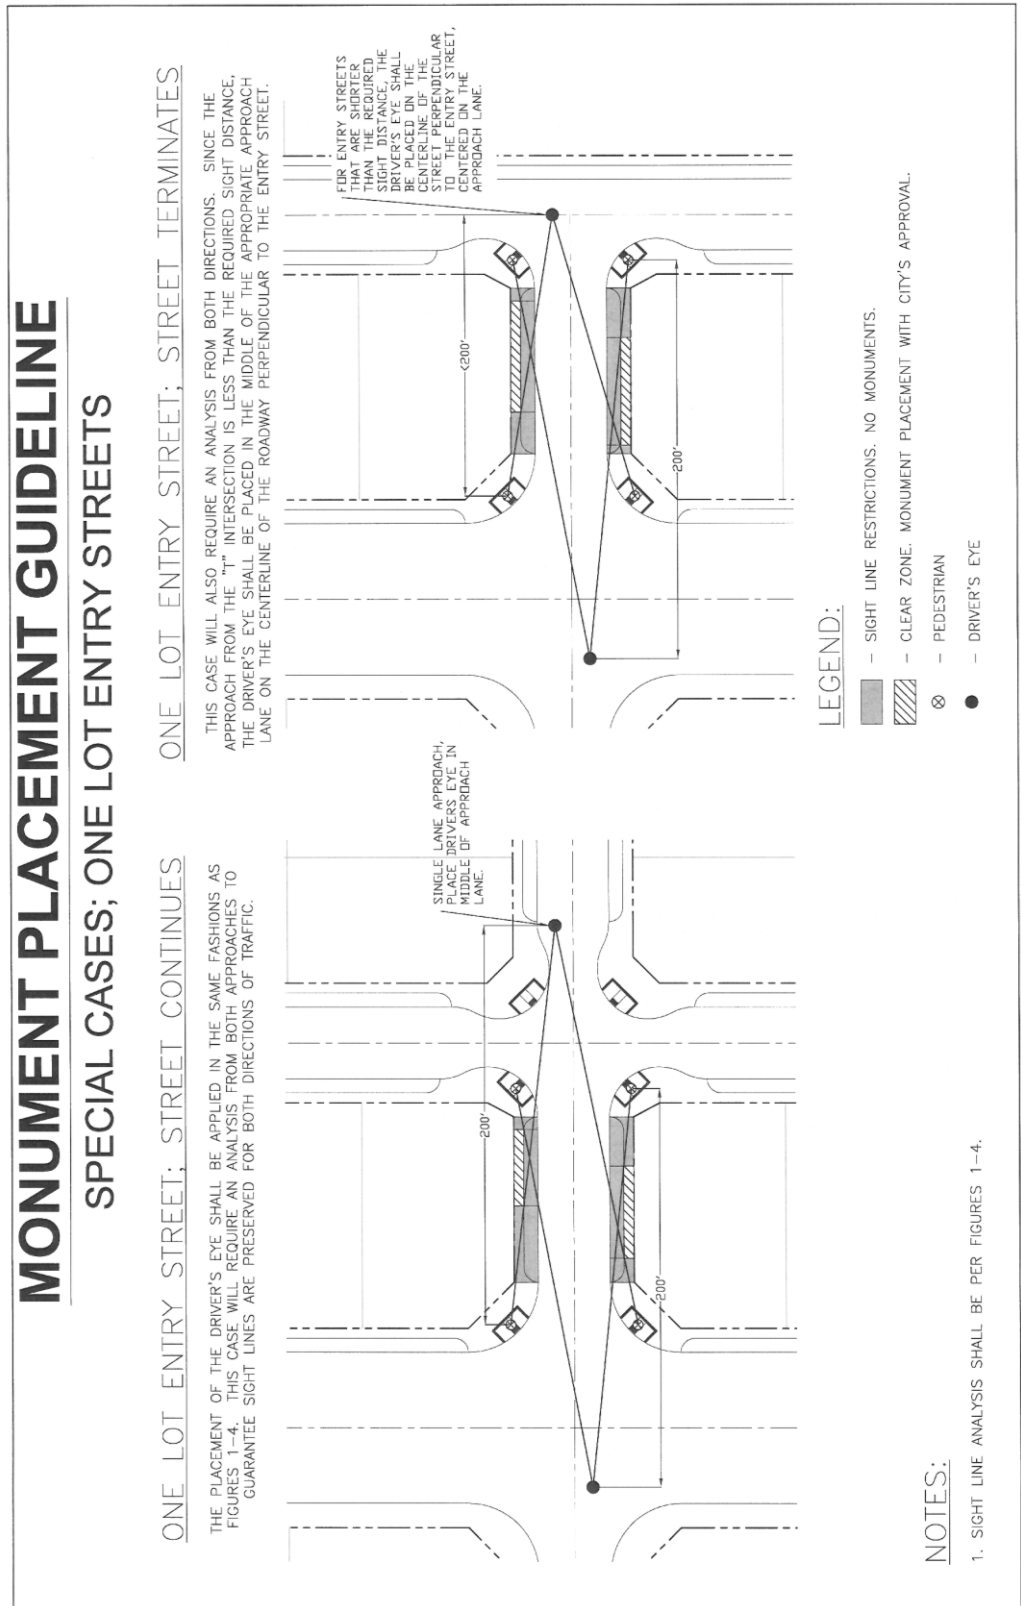 MONUMENT PLACEMENT GUIDELINE
SPECIAL CASES; ONE LOT ENTRY STREETS
ONE LOT ENTRY STREET; STREET CONTINUES
THE PLACEMENT OF THE DRIVER'S EYE SHALL BE APPLIED IN THE SAME FASHIONS AS
FIGURES 1-4. THIS CASE WILL REQUIRE AN ANALYSIS FROM BOTH APPROACHES TO
GUARANTEE SIGHT LINES ARE PRESERVED FOR BOTH DIRECTIONS OF TRAFFIC.
SINGLE LANE APPROACH,
PLACE DRIVERS EYE IN
MIDDLE OF APPROACH
LANE.
200'
200'
ONE LOT ENTRY STREET; STREET TERMINATES
THIS CASE WILL ALSO REQUIRE AN ANALYSIS FROM BOTH DIRECTIONS. SINCE THE
APPROACH FROM THE "T" INTERSECTION IS LESS THAN THE REQUIRED SIGHT DISTANCE,
THE DRIVER'S EYE SHALL BE PLACED IN THE MIDDLE OF THE APPROPRIATE APPROACH
LANE ON THE CENTERLINE OF THE ROADWAY PERPENDICULAR TO THE ENTRY STREET.
FOR ENTRY STREETS
THAT ARE SHORTER
THAN THE REQUIRED
SIGHT DISTANCE, THE
DRIVER'S EYE SHALL
BE PLACED ON THE
CENTERLINE OF THE
STREET PERPENDICULAR
TO THE ENTRY STREET,
CENTERED ON THE
APPROACH LANE.
<200'
200'
NOTES:
1. SIGHT LINE ANALYSIS SHALL BE PER FIGURES 1-4.
LEGEND:
- SIGHT LINE RESTRICTIONS. NO MONUMENTS.
- CLEAR ZONE. MONUMENT PLACEMENT WITH CITY'S APPROVAL.
- PEDESTRIAN
- DRIVER'S EYE